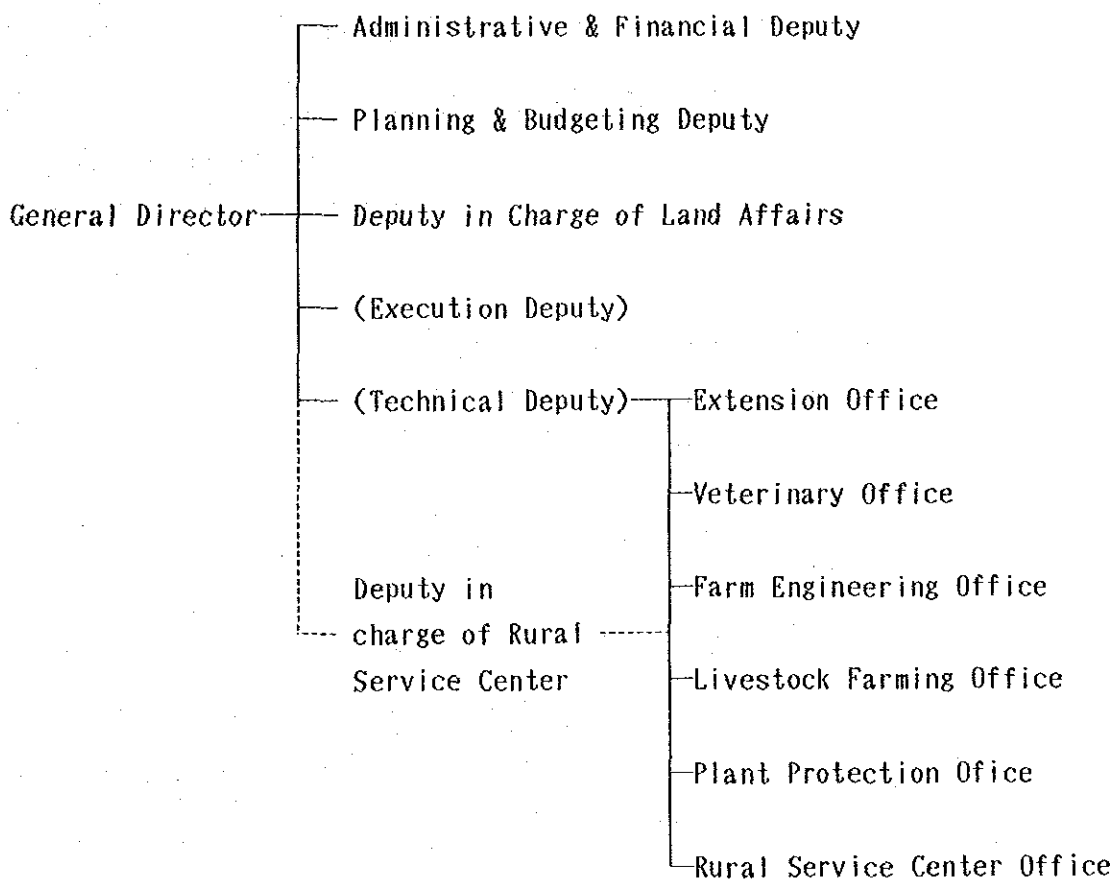 Administrative & Financial Deputy
Planning & Budgeting Deputy
General Director
Deputy in Charge of Land Affairs
(Execution Deputy)
(Technical Deputy)
Extension Office
Veterinary Office
Deputy in
charge of Rural
Service Center
Farm Engineering Office
Livestock Farming Office
Plant Protection Ofice
Rural Service Center Office